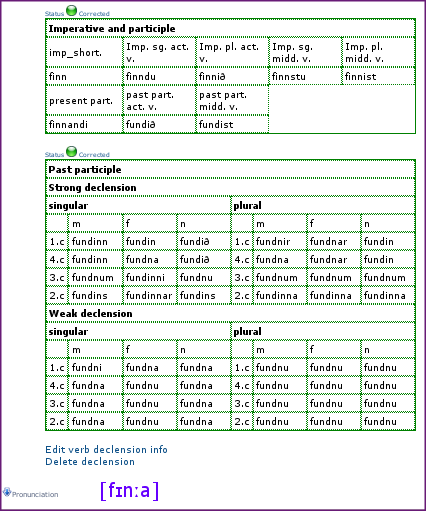 Status Corrected
Imperative and participle
imp_short. Imp. sg. act. v. Imp. pl. act. v. Imp. sg. midd. v. Imp. pl. midd. v.
finn finndu finnið finnstu finnist
present part. past part. act. v. past part. midd. v.
finnandi fundið fundist
Status Corrected
Past participle
Strong declension
singular plural
m f n m f n
1.c fundinn fundin fundið 1.c fundnir fundnar fundin
4.c fundinn fundna fundið 4.c fundna fundnar fundin
3.c fundnum fundinni fundnu 3.c fundnum fundnum fundnum
2.c fundins fundinnar fundins 2.c fundinna fundinna fundinna
Weak declension
singular plural
m f n m f n
1.c fundni fundna fundna 1.c fundnu fundnu fundnu
4.c fundna fundnu fundna 4.c fundnu fundnu fundnu
3.c fundna fundnu fundna 3.c fundnu fundnu fundnu
2.c fundna fundnu fundna 2.c fundnu fundnu fundnu
Edit verb declension info
Delete declension
Pronunciation [fɪn:a]